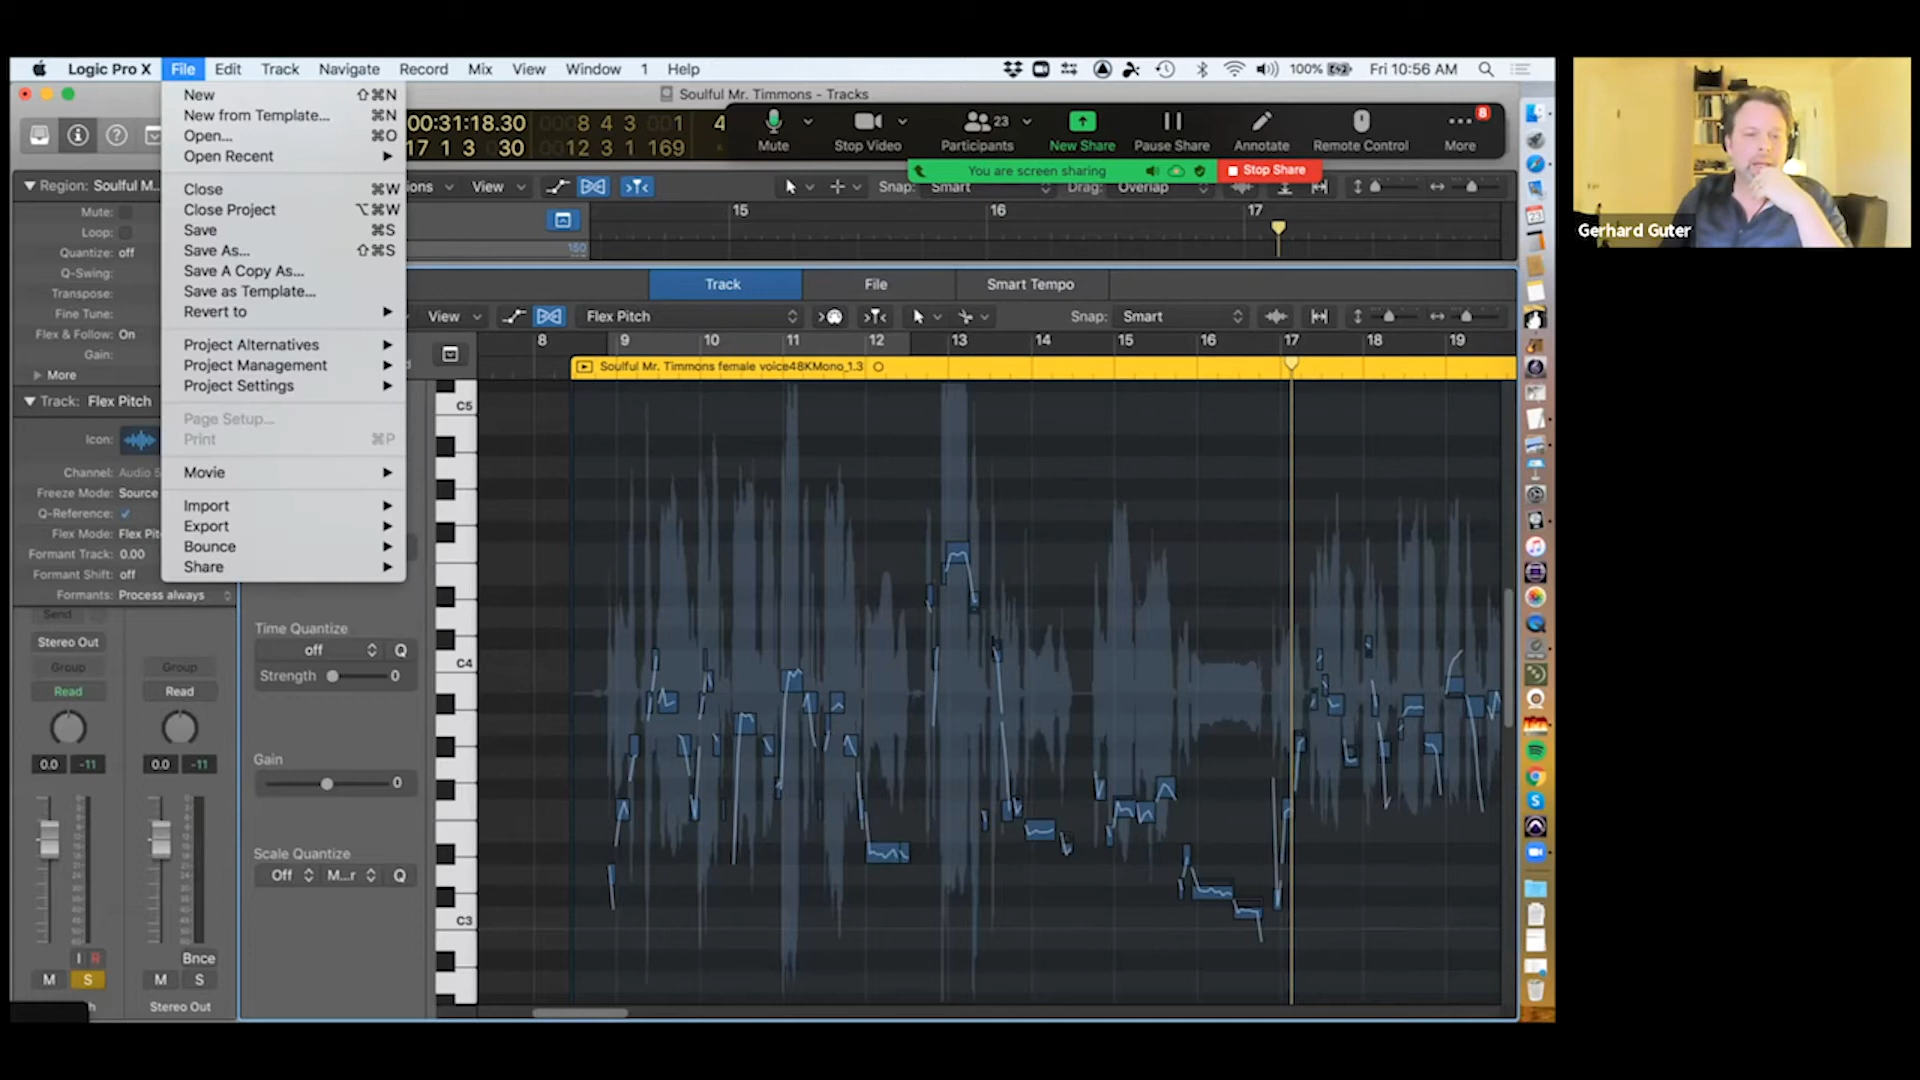 Logic Pro X File Edit Track Navigate Record Mix View Window 1 Help 100% Fri 10:56 AM
Soulful Mr. Timmons - Tracks
New ⇧⌘N
New from Template... ⌘N
Open... ⌘O
Open Recent
Close ⌘W
Close Project ⌥⌘W
Save ⌘S
Save As... ⇧⌘S
Save A Copy As...
Save as Template...
Revert to
Project Alternatives
Project Management
Project Settings
Page Setup...
Print ⌘P
Movie
Import
Export
Bounce
Share
00:31:18.30 8 4 3 1 4
17 1 3 30 12 3 1 169
Mute Stop Video Participants 23 New Share Pause Share Annotate Remote Control More 8
You are screen sharing Stop Share
Gerhard Guter
Region: Soulful M...
Mute:
Loop:
Quantize: off
Q-Swing:
Transpose:
Fine Tune:
Flex & Follow: On
Gain:
More
Track: Flex Pitch
Icon:
Channel: Audio 5
Freeze Mode: Source
Q-Reference:
Flex Mode: Flex Pit
Formant Track: 0.00
Formant Shift: off
Formants: Process always
ons View Snap: Smart Drag: Overlap
15 16 17
150
Track File Smart Tempo
View Flex Pitch Snap: Smart
8 9 10 11 12 13 14 15 16 17 18 19
Soulful Mr. Timmons female voice48KMono_1.3
C5
C4
C3
Time Quantize
off Q
Strength 0
Gain
0
Scale Quantize
Off M...r Q
Send
Stereo Out
Group Group
Read Read
0.0 -11 0.0 -11
I R Bnce
M S M S
h Stereo Out